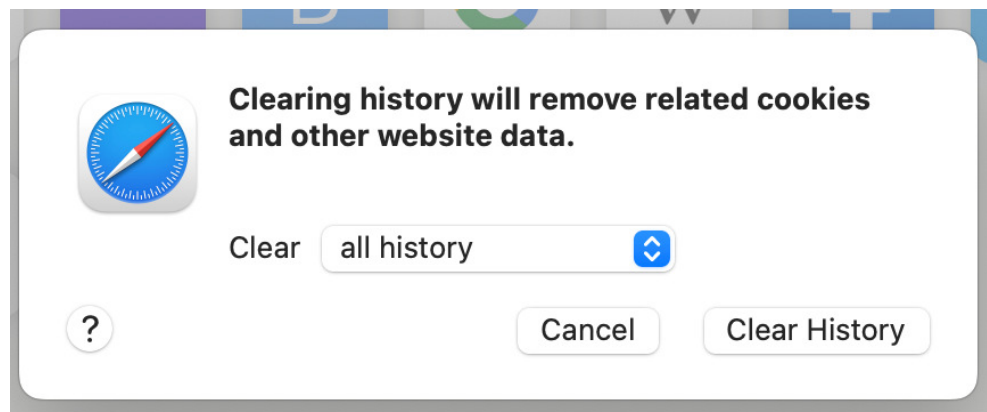 Clearing history will remove related cookies
and other website data.
Clear all history
? Cancel Clear History